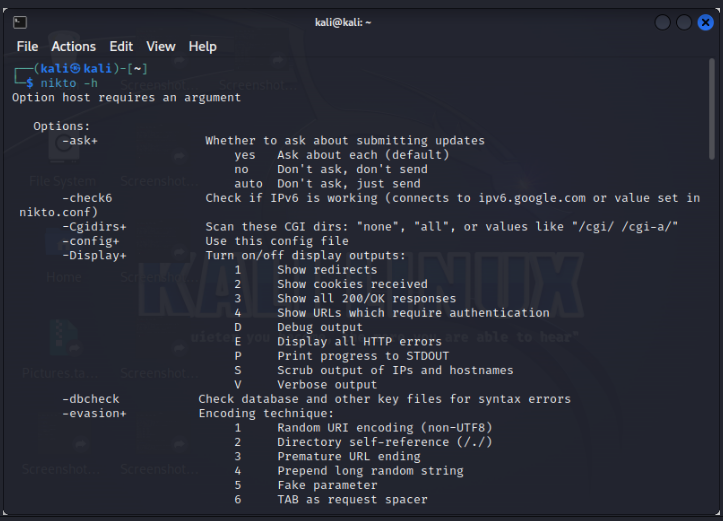 kali@kali: ~
File Actions Edit View Help
(kali㉿kali)-[~]
$ nikto -h
Option host requires an argument
Options:
-ask+ Whether to ask about submitting updates
yes Ask about each (default)
no Don't ask, don't send
auto Don't ask, just send
-check6 Check if IPv6 is working (connects to ipv6.google.com or value set in
nikto.conf)
-Cgidirs+ Scan these CGI dirs: "none", "all", or values like "/cgi/ /cgi-a/"
-config+ Use this config file
-Display+ Turn on/off display outputs:
1 Show redirects
2 Show cookies received
3 Show all 200/OK responses
4 Show URLs which require authentication
D Debug output
E Display all HTTP errors
P Print progress to STDOUT
S Scrub output of IPs and hostnames
V Verbose output
-dbcheck Check database and other key files for syntax errors
-evasion+ Encoding technique:
1 Random URI encoding (non-UTF8)
2 Directory self-reference (/./)
3 Premature URL ending
4 Prepend long random string
5 Fake parameter
6 TAB as request spacer
File System
Home
Pictures.ta...
Screenshot...
Screenshot...